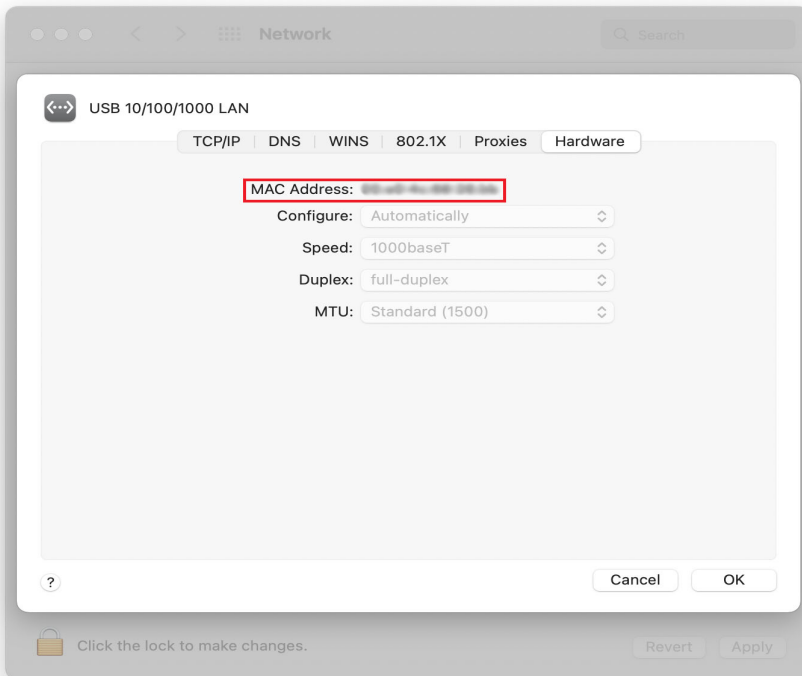 Network
Search
USB 10/100/1000 LAN
TCP/IP DNS WINS 802.1X Proxies Hardware
MAC Address:
Configure: Automatically
Speed: 1000baseT
Duplex: full-duplex
MTU: Standard (1500)
? Cancel OK
Click the lock to make changes. Revert Apply